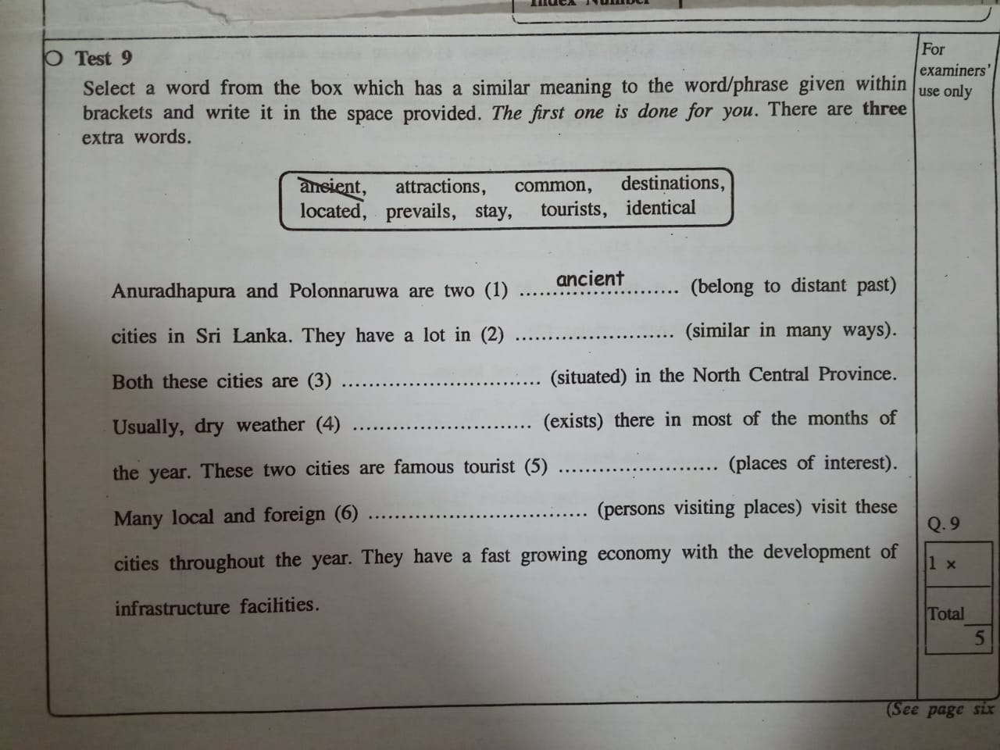 Index Number
Test 9
For
examiners'
use only
Select a word from the box which has a similar meaning to the word/phrase given within
brackets and write it in the space provided. The first one is done for you. There are three
extra words.
ancient, attractions, common, destinations,
located, prevails, stay, tourists, identical
Anuradhapura and Polonnaruwa are two (1) ........ancient........ (belong to distant past)
cities in Sri Lanka. They have a lot in (2) ........................ (similar in many ways).
Both these cities are (3) .............................. (situated) in the North Central Province.
Usually, dry weather (4) ........................... (exists) there in most of the months of
the year. These two cities are famous tourist (5) ........................ (places of interest).
Many local and foreign (6) ................................. (persons visiting places) visit these
cities throughout the year. They have a fast growing economy with the development of
infrastructure facilities.
Q. 9
1 ×
Total
5
(See page six